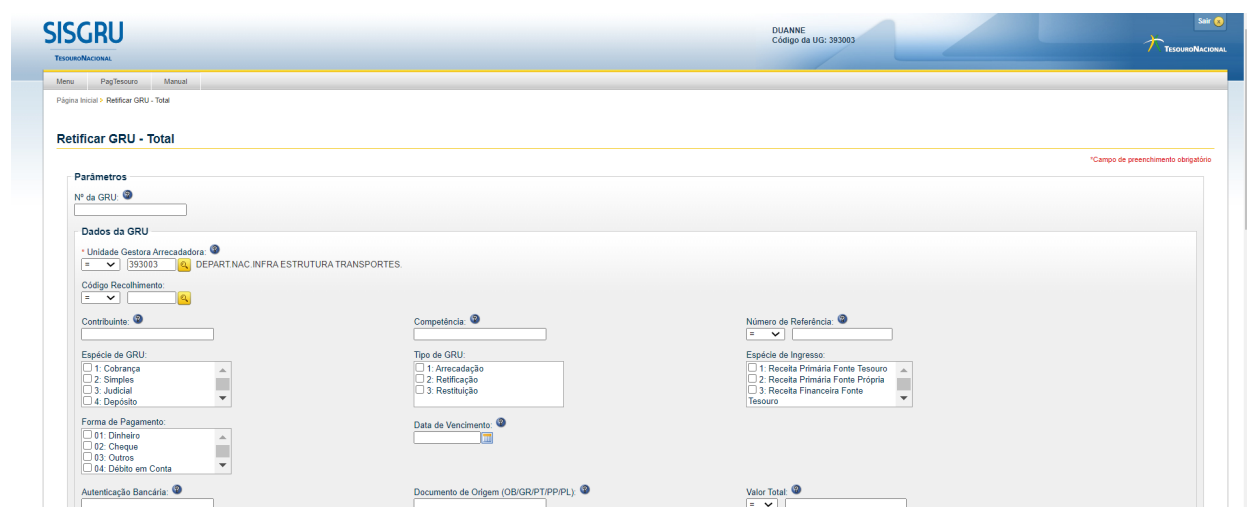 SISGRU
TESOURONACIONAL
DUANNE
Código da UG: 393003
Sair
TESOURONACIONAL
Menu PagTesouro Manual
Página Inicial > Retificar GRU - Total
Retificar GRU - Total
*Campo de preenchimento obrigatório
Parâmetros
Nº da GRU:
Dados da GRU
* Unidade Gestora Arrecadadora:
= 393003 DEPART.NAC.INFRA ESTRUTURA TRANSPORTES.
Código Recolhimento:
=
Contribuinte: Competência: Número de Referência:
=
Espécie de GRU: Tipo de GRU: Espécie de Ingresso:
1: Cobrança 1: Arrecadação 1: Receita Primária Fonte Tesouro
2: Simples 2: Retificação 2: Receita Primária Fonte Própria
3: Judicial 3: Restituição 3: Receita Financeira Fonte
4: Depósito Tesouro
Forma de Pagamento: Data de Vencimento:
01: Dinheiro
02: Cheque
03: Outros
04: Débito em Conta
Autenticação Bancária: Documento de Origem (OB/GR/PT/PP/PL): Valor Total:
=